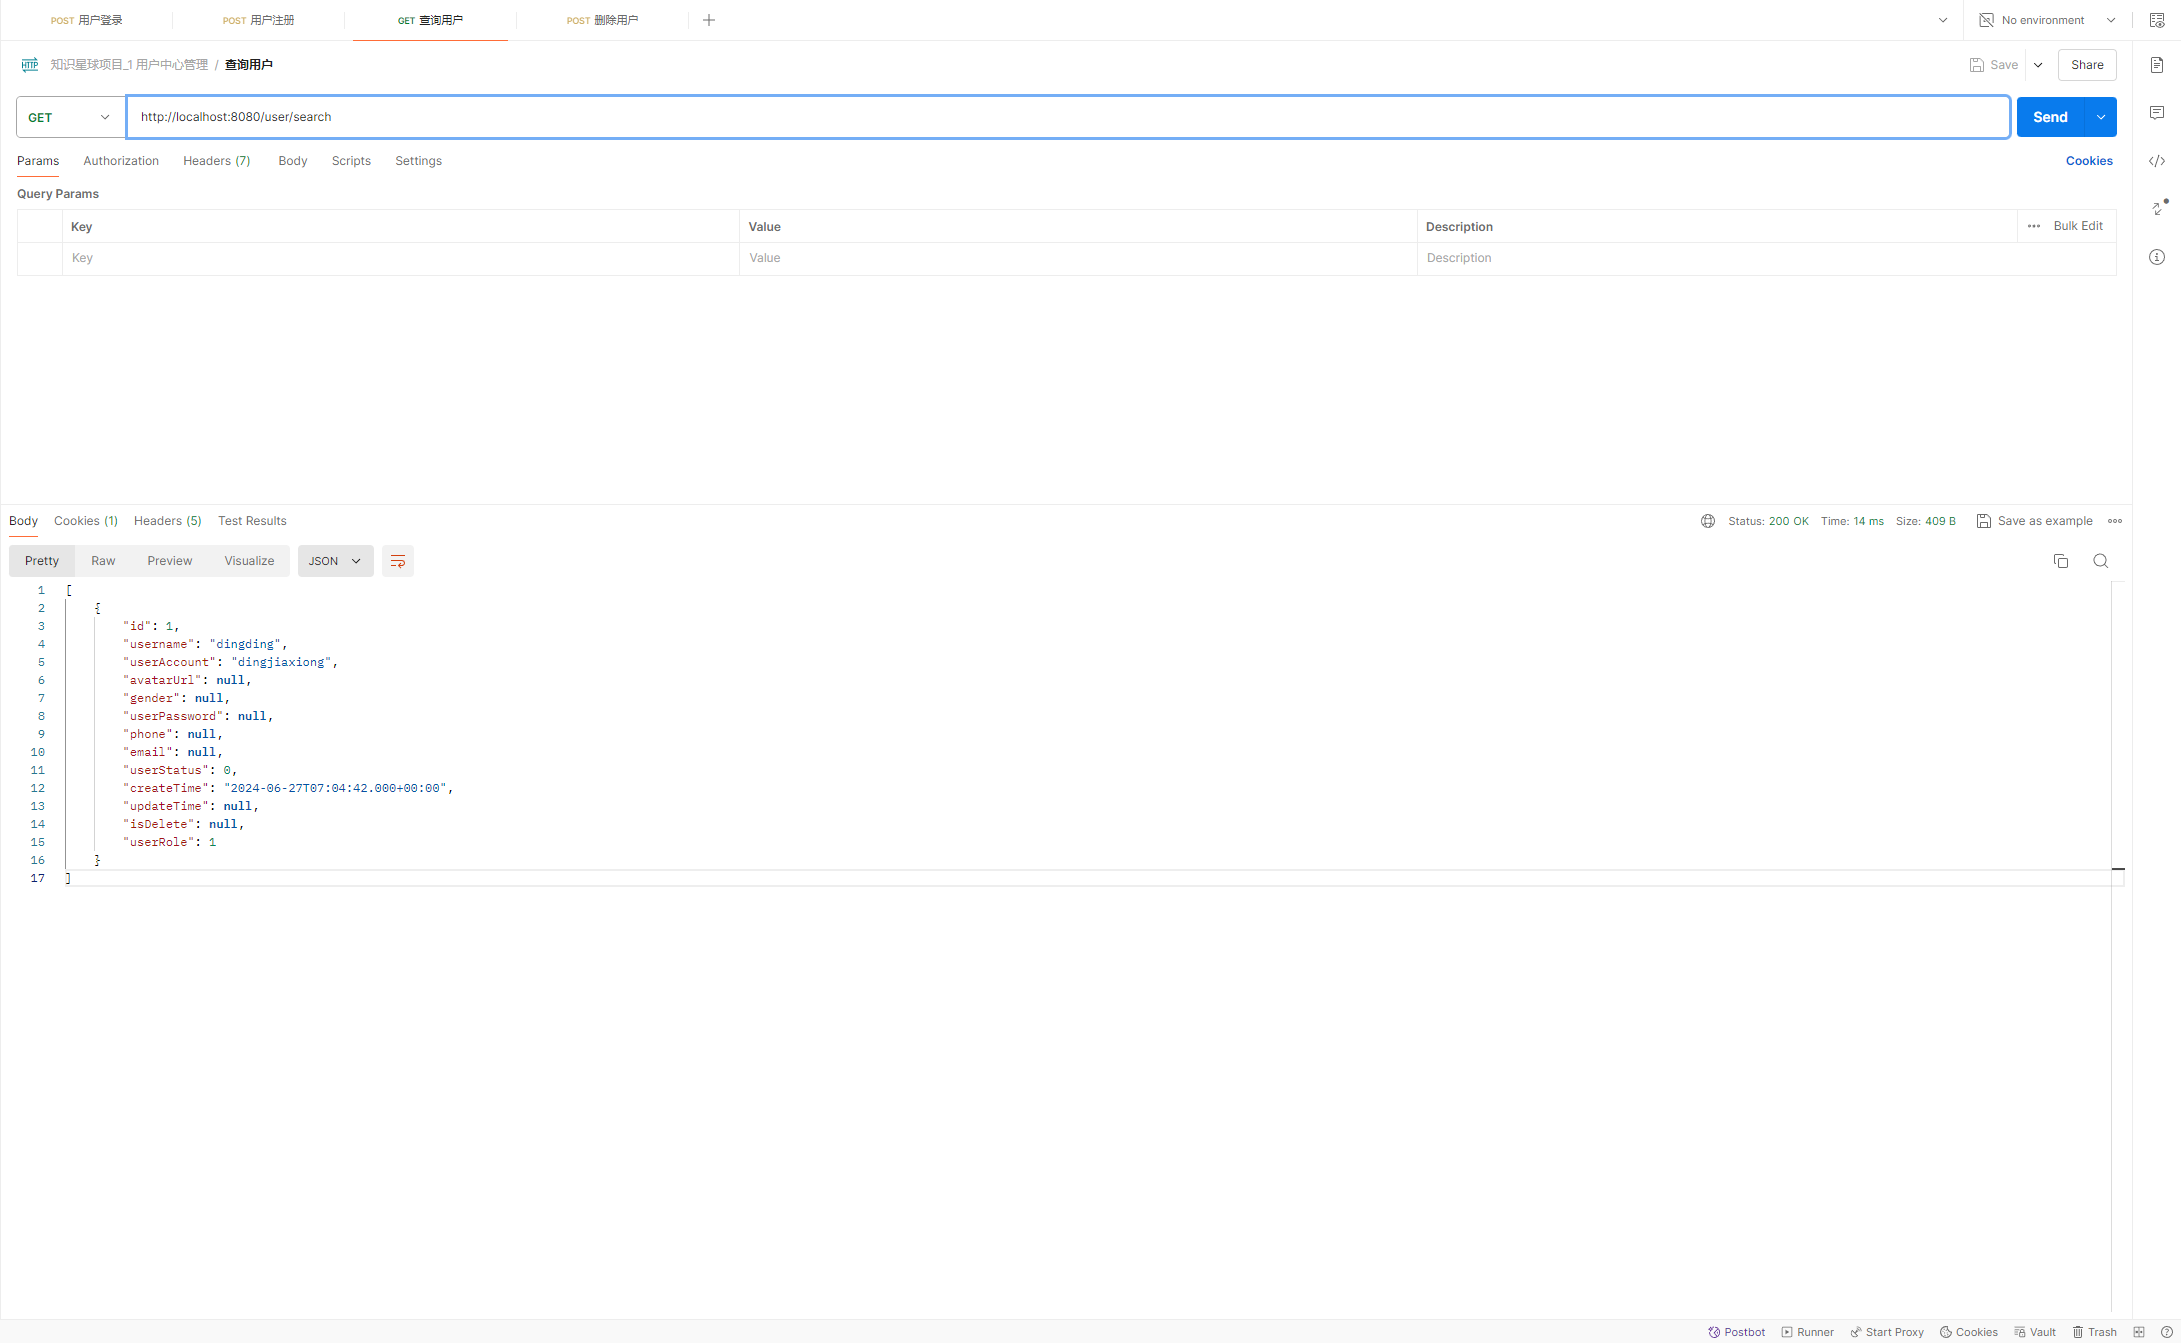 POST 用户登录 POST 用户注册 GET 查询用户 POST 删除用户 No environment
HTTP 知识星球项目_1 用户中心管理 / 查询用户 Save Share
GET http://localhost:8080/user/search Send
Params Authorization Headers (7) Body Scripts Settings Cookies
Query Params
Key Value Description Bulk Edit
Key Value Description
Body Cookies (1) Headers (5) Test Results Status: 200 OK Time: 14 ms Size: 409 B Save as example
Pretty Raw Preview Visualize JSON
1 [
2 {
3 "id": 1,
4 "username": "dingding",
5 "userAccount": "dingjiaxiong",
6 "avatarUrl": null,
7 "gender": null,
8 "userPassword": null,
9 "phone": null,
10 "email": null,
11 "userStatus": 0,
12 "createTime": "2024-06-27T07:04:42.000+00:00",
13 "updateTime": null,
14 "isDelete": null,
15 "userRole": 1
16 }
17 ]
Postbot Runner Start Proxy Cookies Vault Trash